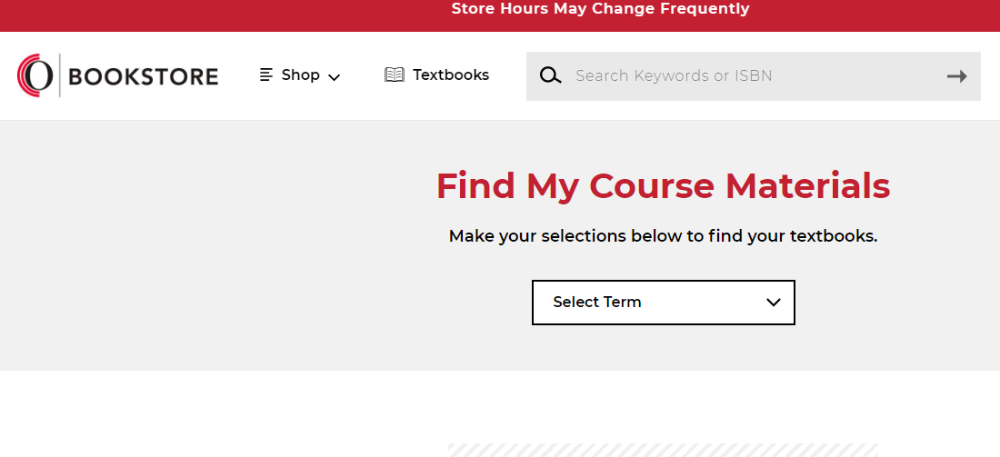 Store Hours May Change Frequently
O BOOKSTORE
Shop
Textbooks
Search Keywords or ISBN
Find My Course Materials
Make your selections below to find your textbooks.
Select Term